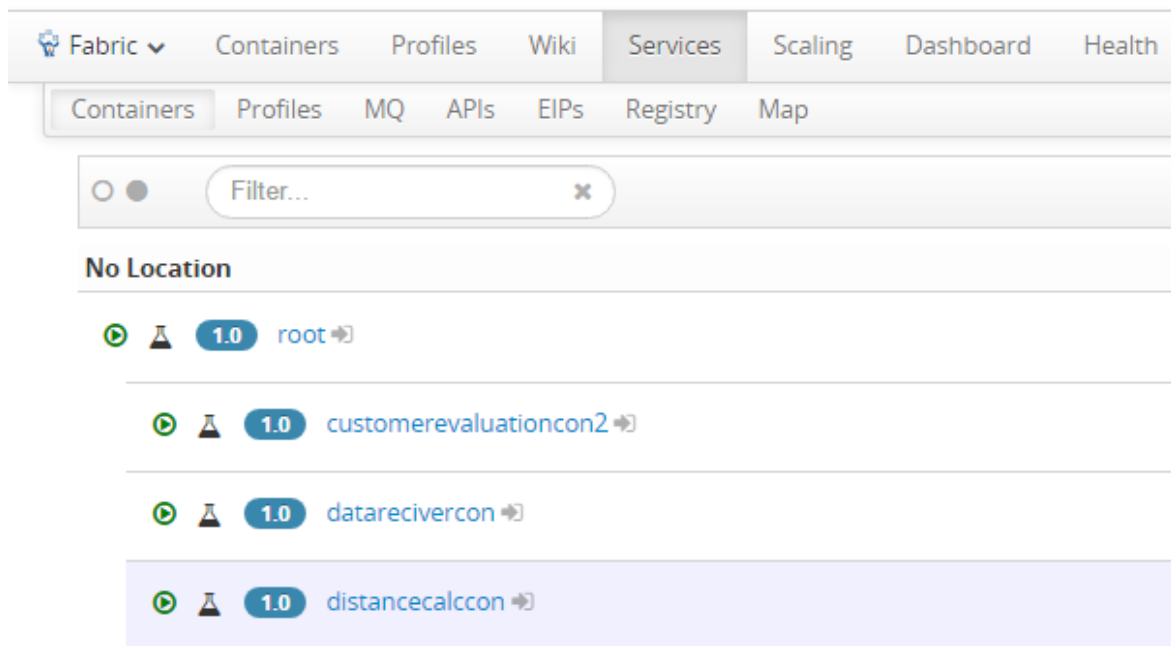 Fabric Containers Profiles Wiki Services Scaling Dashboard Health
Containers Profiles MQ APIs EIPs Registry Map
Filter...
No Location
1.0 root
1.0 customerevaluationcon2
1.0 datarecivercon
1.0 distancecalccon